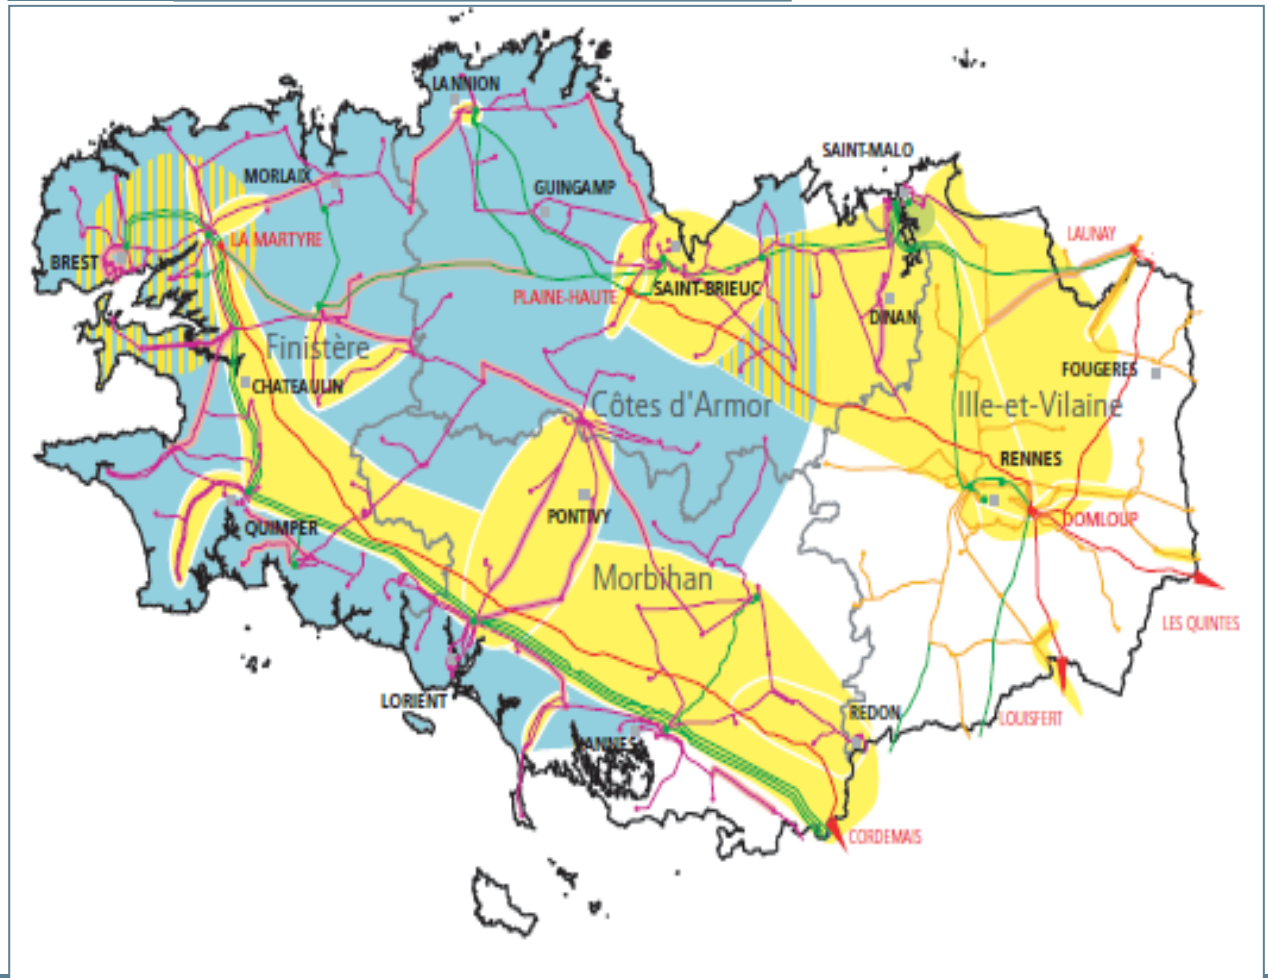 LANNION
SAINT-MALO
MORLAIX
GUINGAMP
LA MARTYRE
LAUNAY
BREST
PLAINE-HAUTE
SAINT-BRIEUC
DINAN
Finistère
FOUGERES
CHATEAULIN
Côtes d'Armor
Ille-et-Vilaine
RENNES
PONTIVY
DOMLOUP
QUIMPER
Morbihan
LES QUINTES
LORIENT
REDON
LOUISFERT
VANNES
CORDEMAIS